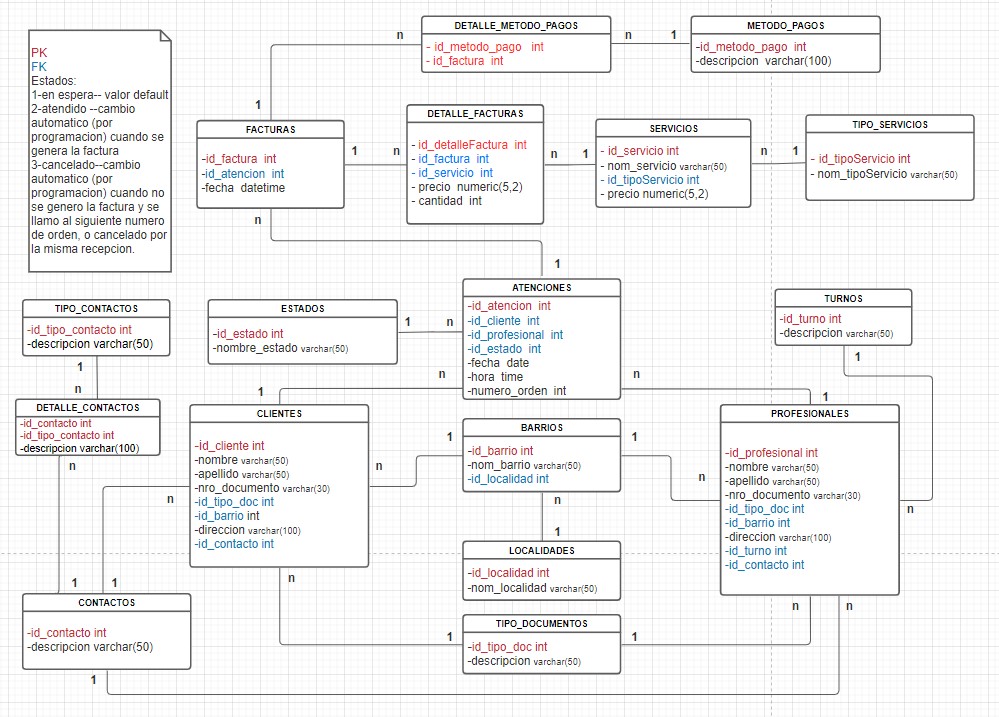 PK
FK
Estados:
1-en espera-- valor default
2-atendido --cambio
automatico (por
programacion) cuando se
genera la factura
3-cancelado--cambio
automatico (por
programacion) cuando no
se genero la factura y se
llamo al siguiente numero
de orden, o cancelado por
la misma recepcion.
DETALLE_METODO_PAGOS
- id_metodo_pago int
- id_factura int
n
n
1
METODO_PAGOS
-id_metodo_pago int
-descripcion varchar(100)
1
FACTURAS
-id_factura int
-id_atencion int
-fecha datetime
1
n
n
DETALLE_FACTURAS
- id_detalleFactura int
- id_factura int
- id_servicio int
- precio numeric(5,2)
- cantidad int
n
1
SERVICIOS
- id_servicio int
- nom_servicio varchar(50)
- id_tipoServicio int
- precio numeric(5,2)
n
1
TIPO_SERVICIOS
- id_tipoServicio int
- nom_tipoServicio varchar(50)
1
TIPO_CONTACTOS
-id_tipo_contacto int
-descripcion varchar(50)
1
n
ESTADOS
-id_estado int
-nombre_estado varchar(50)
1
n
ATENCIONES
-id_atencion int
-id_cliente int
-id_profesional int
-id_estado int
-fecha date
-hora time
-numero_orden int
n
n
1
1
TURNOS
-id_turno int
-descripcion varchar(50)
1
DETALLE_CONTACTOS
-id_contacto int
-id_tipo_contacto int
-descripcion varchar(100)
n
CLIENTES
-id_cliente int
-nombre varchar(50)
-apellido varchar(50)
-nro_documento varchar(30)
-id_tipo_doc int
-id_barrio int
-direccion varchar(100)
-id_contacto int
n
n
n
1
BARRIOS
-id_barrio int
-nom_barrio varchar(50)
-id_localidad int
1
n
n
1
PROFESIONALES
-id_profesional int
-nombre varchar(50)
-apellido varchar(50)
-nro_documento varchar(30)
-id_tipo_doc int
-id_barrio int
-direccion varchar(100)
-id_turno int
-id_contacto int
n
LOCALIDADES
-id_localidad int
-nom_localidad varchar(50)
1
1
CONTACTOS
-id_contacto int
-descripcion varchar(50)
1
1
TIPO_DOCUMENTOS
-id_tipo_doc int
-descripcion varchar(50)
1
n
n